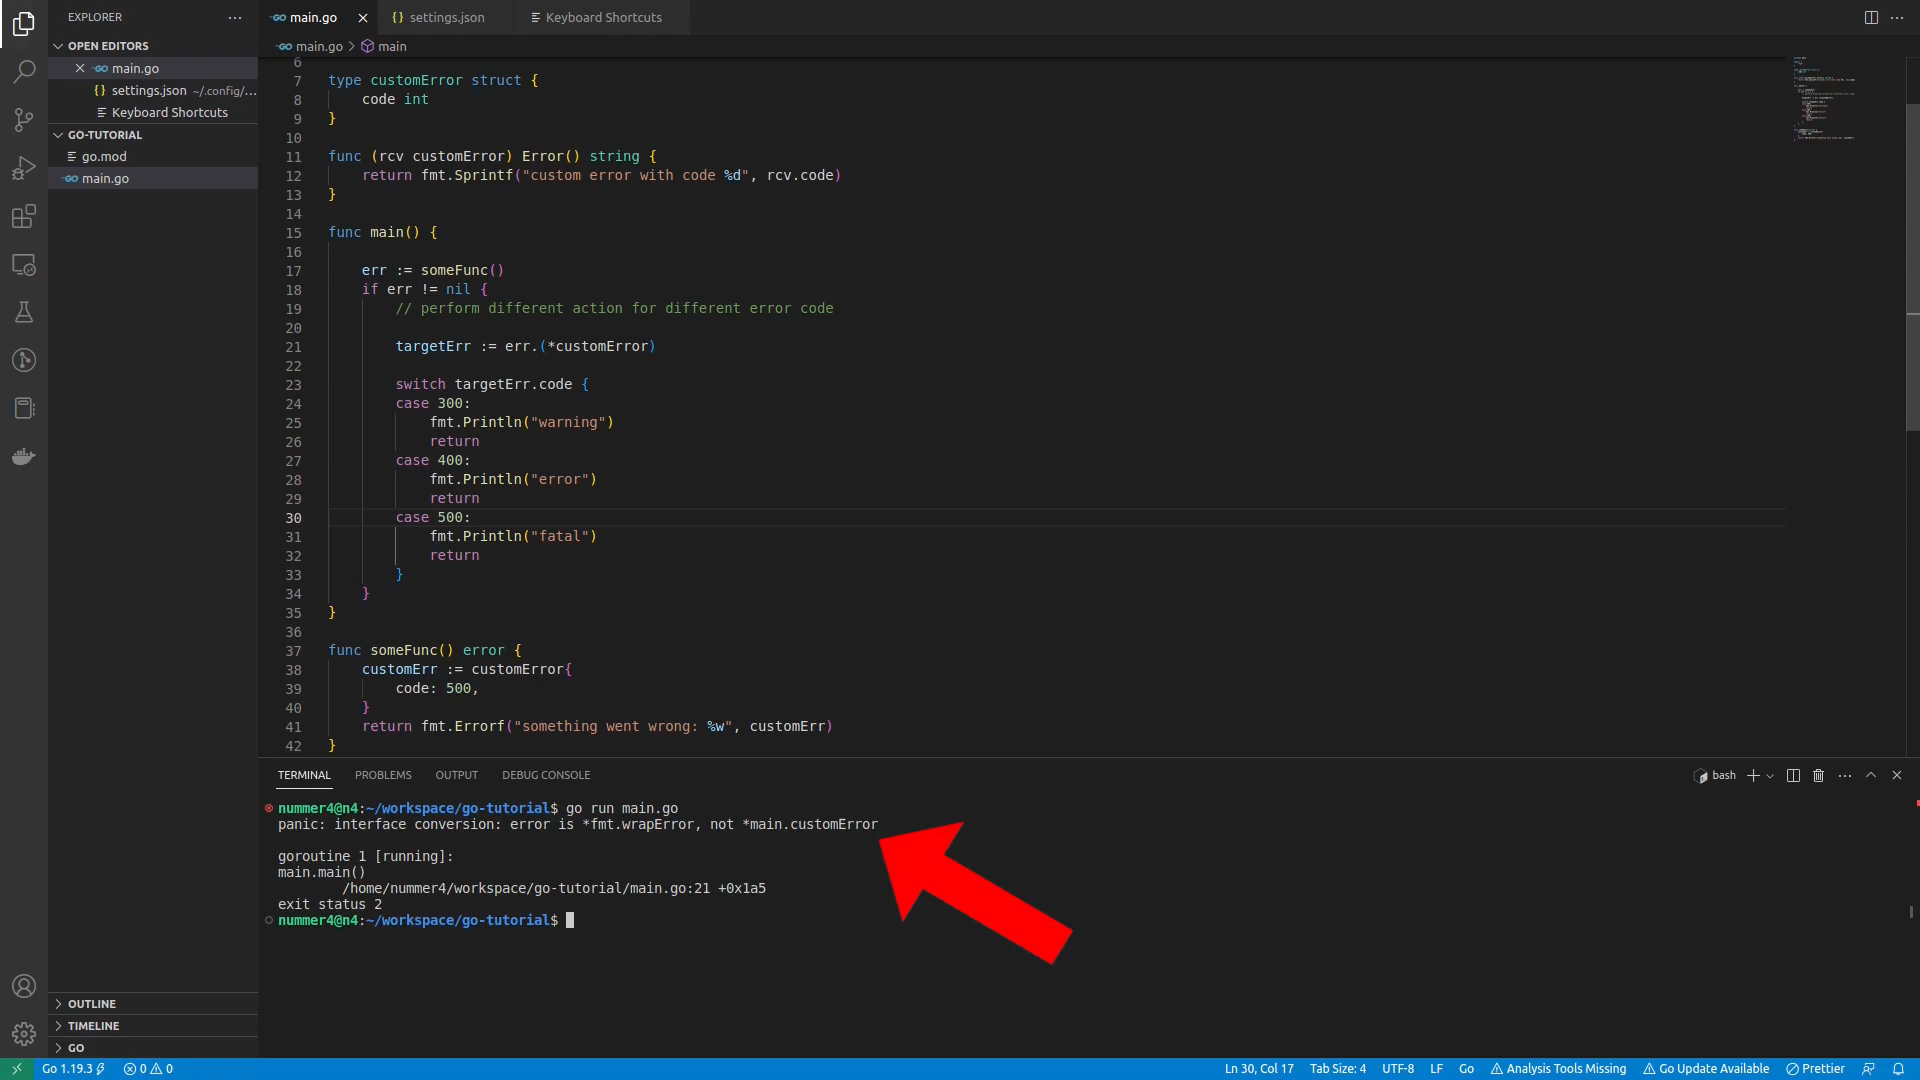 EXPLORER
OPEN EDITORS
main.go
settings.json ~/.config/...
Keyboard Shortcuts
GO-TUTORIAL
go.mod
main.go
OUTLINE
TIMELINE
GO
main.go
settings.json
Keyboard Shortcuts
main.go > main
6
7 type customError struct {
8 code int
9 }
10
11 func (rcv customError) Error() string {
12 return fmt.Sprintf("custom error with code %d", rcv.code)
13 }
14
15 func main() {
16
17 err := someFunc()
18 if err != nil {
19 // perform different action for different error code
20
21 targetErr := err.(*customError)
22
23 switch targetErr.code {
24 case 300:
25 fmt.Println("warning")
26 return
27 case 400:
28 fmt.Println("error")
29 return
30 case 500:
31 fmt.Println("fatal")
32 return
33 }
34 }
35 }
36
37 func someFunc() error {
38 customErr := customError{
39 code: 500,
40 }
41 return fmt.Errorf("something went wrong: %w", customErr)
42 }
TERMINAL PROBLEMS OUTPUT DEBUG CONSOLE
bash
nummer4@n4:~/workspace/go-tutorial$ go run main.go
panic: interface conversion: error is *fmt.wrapError, not *main.customError
goroutine 1 [running]:
main.main()
/home/nummer4/workspace/go-tutorial/main.go:21 +0x1a5
exit status 2
nummer4@n4:~/workspace/go-tutorial$
Go 1.19.3 0 0
Ln 30, Col 17 Tab Size: 4 UTF-8 LF Go Analysis Tools Missing Go Update Available Prettier